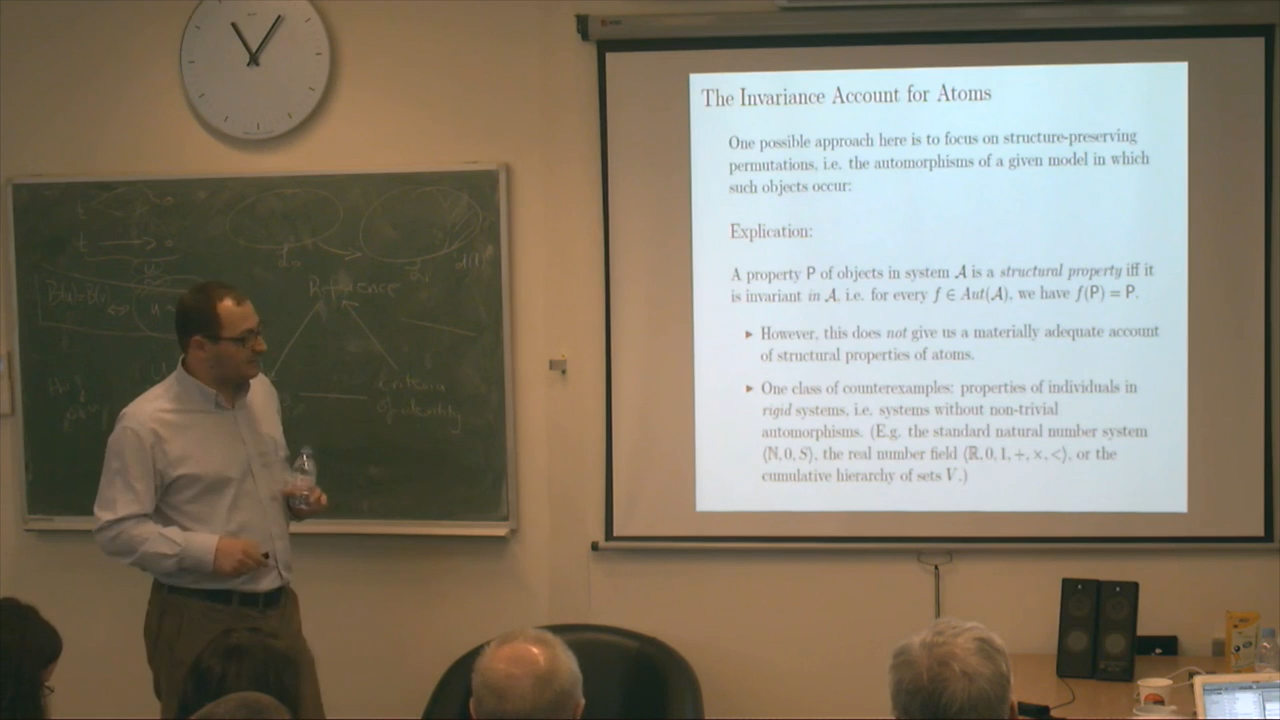 The Invariance Account for Atoms
One possible approach here is to focus on structure-preserving
permutations, i.e. the automorphisms of a given model in which
such objects occur:
Explication:
A property P of objects in system 𝒜 is a structural property iff it
is invariant in 𝒜, i.e. for every f ∈ Aut(𝒜), we have f(P) = P.
▸ However, this does not give us a materially adequate account
of structural properties of atoms.
▸ One class of counterexamples: properties of individuals in
rigid systems, i.e. systems without non-trivial
automorphisms. (E.g. the standard natural number system
⟨ℕ, 0, S⟩, the real number field ⟨ℝ, 0, 1, +, ×, <⟩, or the
cumulative hierarchy of sets V.)
Reference
Criteria
of identity